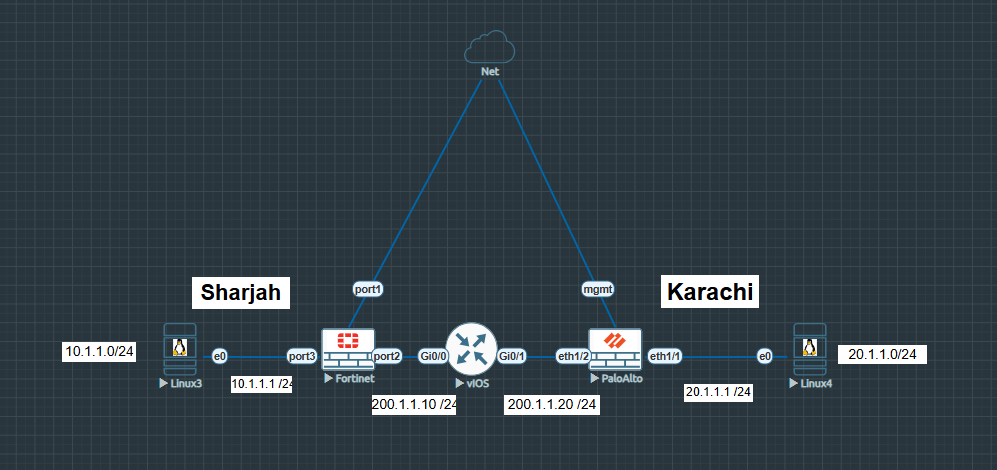 Net
port1
mgmt
Sharjah
Karachi
10.1.1.0/24
e0
port3
port2
Gi0/0
Gi0/1
eth1/2
eth1/1
e0
20.1.1.0/24
Linux3
Fortinet
vIOS
PaloAlto
Linux4
10.1.1.1 /24
200.1.1.10 /24
200.1.1.20 /24
20.1.1.1 /24